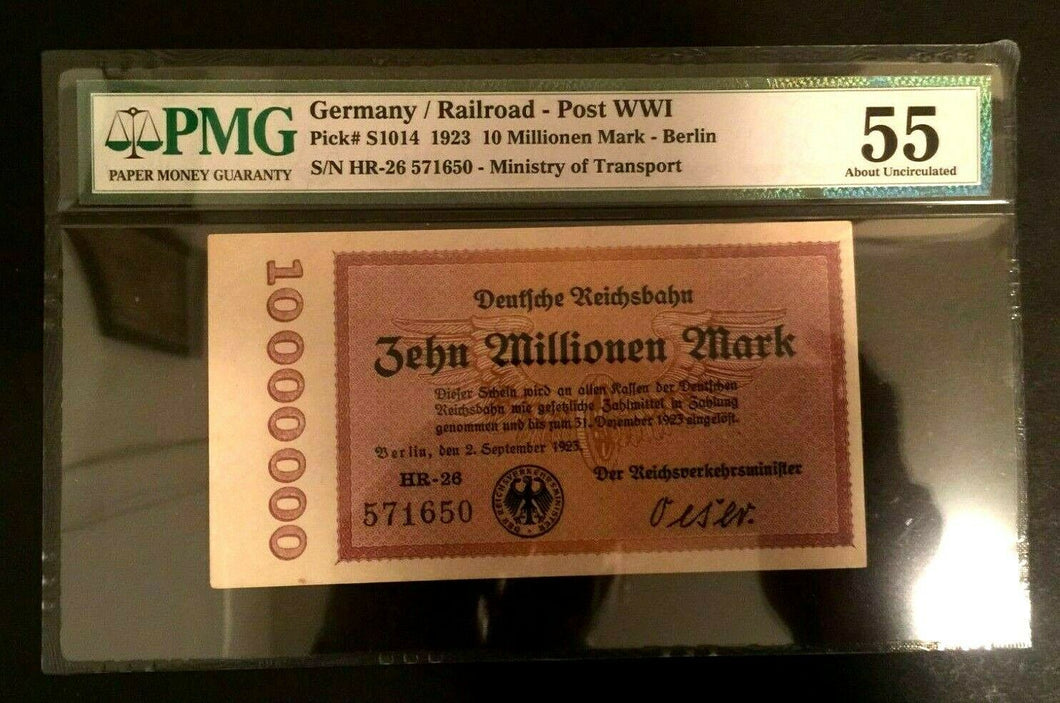 PMG
PAPER MONEY GUARANTY
Germany / Railroad - Post WWI
Pick# S1014 1923 10 Millionen Mark - Berlin
S/N HR-26 571650 - Ministry of Transport
55
About Uncirculated
10000000
Deutſche Reichsbahn
Zehn Millionen Mark
Dieſer Schein wird an allen Kaſſen der Deutſchen
Reichsbahn wie geſetzliche Zahlmittel in Zahlung
genommen und bis zum 31. Dezember 1923 eingelöſt.
Berlin, den 2. September 1923.
HR-26
571650
DER REICHSVERKEHRSMINISTER
Der Reichsverkehrsminiſter
Oeser.